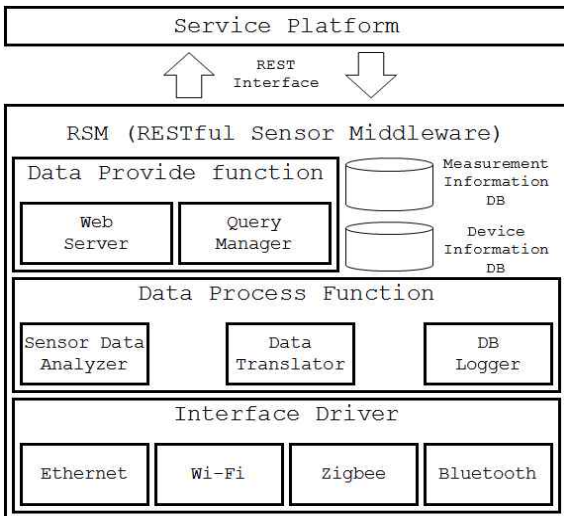 Service Platform
REST
Interface
RSM (RESTful Sensor Middleware)
Data Provide function
Web
Server
Query
Manager
Measurement
Information
DB
Device
Information
DB
Data Process Function
Sensor Data
Analyzer
Data
Translator
DB
Logger
Interface Driver
Ethernet
Wi-Fi
Zigbee
Bluetooth